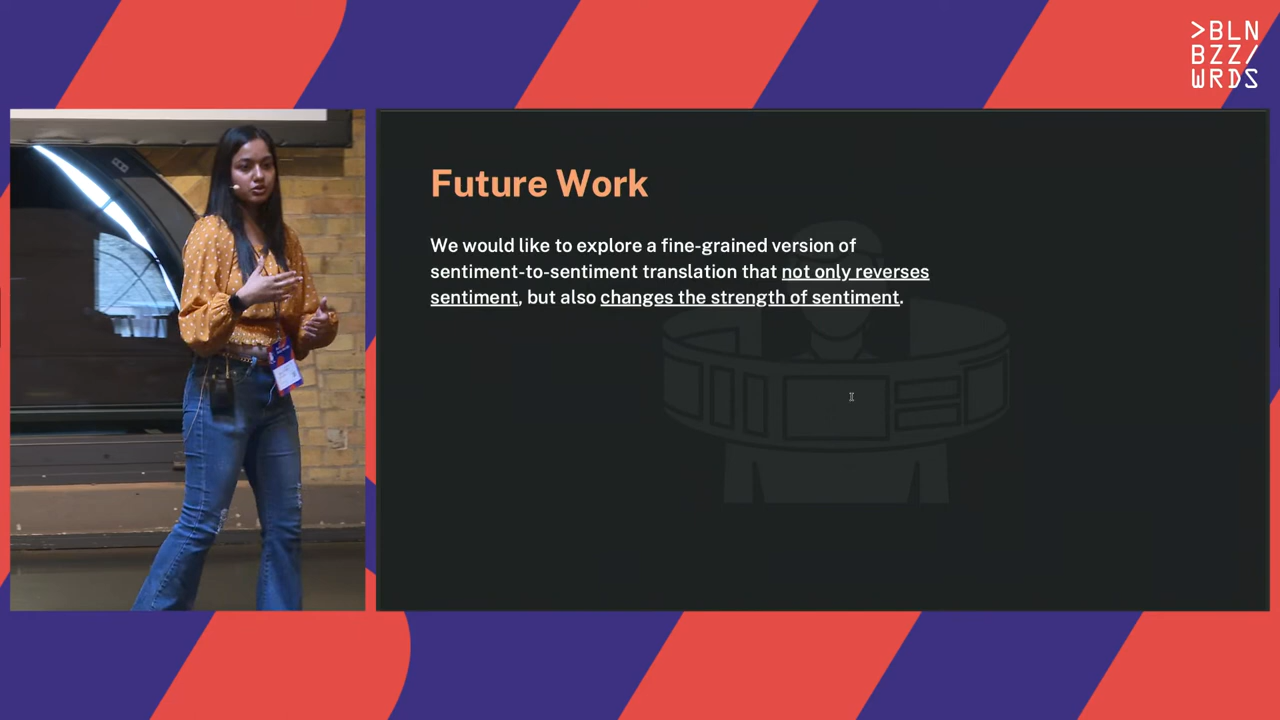 >BLN
BZZ/
WRDS
Future Work
We would like to explore a fine-grained version of
sentiment-to-sentiment translation that not only reverses
sentiment, but also changes the strength of sentiment.